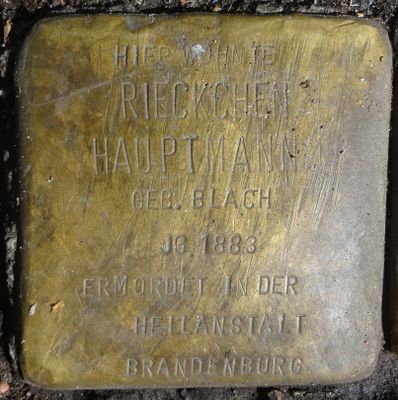 HIER WOHNTE
RIECKCHEN
HAUPTMANN
GEB. BLACH
JG. 1883
ERMORDET IN DER
HEILANSTALT
BRANDENBURG